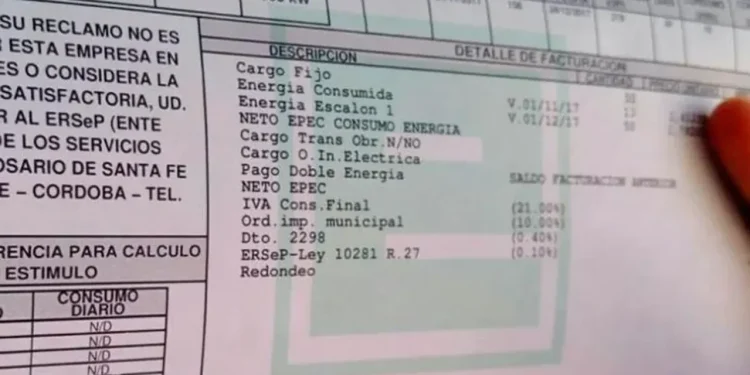 SU RECLAMO NO ES
ESTA EMPRESA EN
ES O CONSIDERA LA
SATISFACTORIA, UD.
R AL ERSeP (ENTE
DE LOS SERVICIOS
OSARIO DE SANTA FE
E – CORDOBA – TEL.
RENCIA PARA CALCULO
ESTIMULO
CONSUMO
DIARIO
N/D
N/D
N/D
N/D
DETALLE DE FACTURACION
DESCRIPCION CANTIDAD
Cargo Fijo
Energia Consumida
Energia Escalon 1 V.01/11/17
NETO EPEC CONSUMO ENERGIA V.01/12/17
Cargo Trans Obr.N/NO
Cargo O.In.Electrica
Pago Doble Energia SALDO FACTURACION ANTERIOR
NETO EPEC
IVA Cons.Final (21.00%)
Ord.imp. municipal (10.00%)
Dto. 2298 (0.40%)
ERSeP-Ley 10281 R.27 (0.10%)
Redondeo